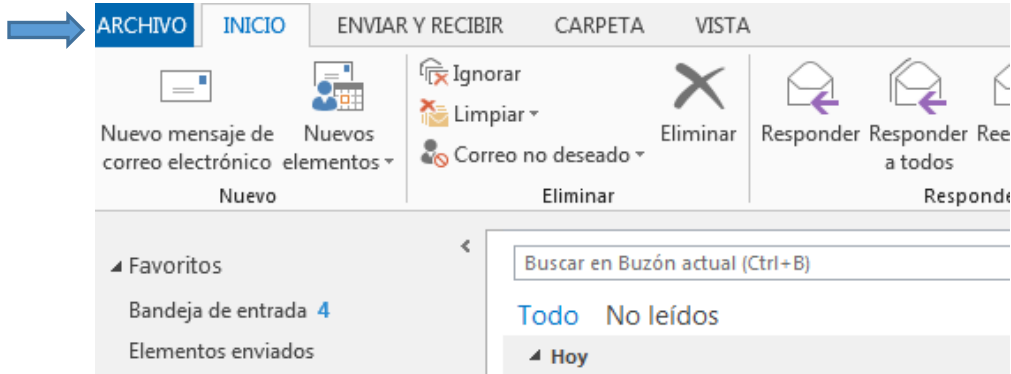 ARCHIVO INICIO ENVIAR Y RECIBIR CARPETA VISTA
Ignorar
Limpiar
Correo no deseado
Nuevo mensaje de
correo electrónico
Nuevos
elementos
Eliminar
Responder
Responder
a todos
Ree
Nuevo
Eliminar
Responde
Favoritos
Bandeja de entrada 4
Elementos enviados
Buscar en Buzón actual (Ctrl+B)
Todo No leídos
Hoy